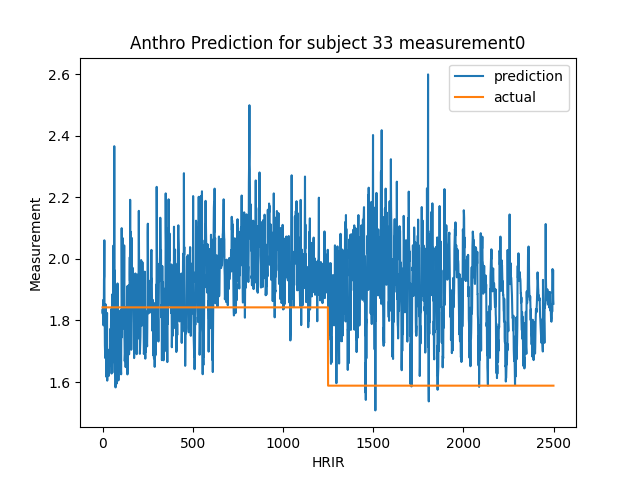 Anthro Prediction for subject 33 measurement0
prediction
actual
Measurement
2.6
2.4
2.2
2.0
1.8
1.6
0
500
1000
1500
2000
2500
HRIR